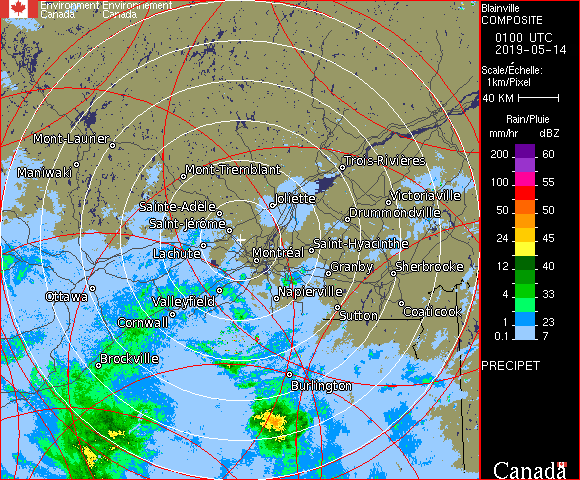 Environment Environnement
Canada Canada
Blainville
COMPOSITE
0100 UTC
2019-05-14
Scale/Échelle:
1km/Pixel
40 KM
Rain/Pluie
mm/hr dBZ
200 60
100 55
50 50
24 45
12 40
4 33
1 23
0.1 7
PRECIPET
Canada
Mont-Laurier
Maniwaki
Mont-Tremblant
Trois-Rivières
Joliette
Victoriaville
Sainte-Adèle
Drummondville
Saint-Jérôme
Lachute
Montréal
Saint-Hyacinthe
Granby
Sherbrooke
Ottawa
Valleyfield
Napierville
Cornwall
Sutton
Coaticook
Brockville
Burlington